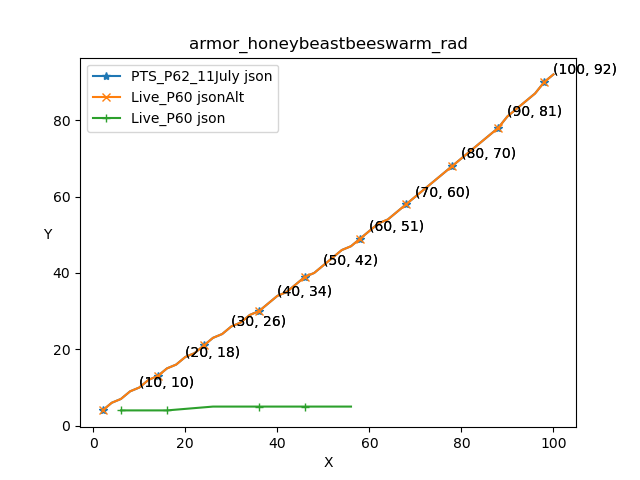 armor_honeybeastbeeswarm_rad
PTS_P62_11July json
Live_P60 jsonAlt
Live_P60 json
(100, 92)
(90, 81)
(80, 70)
(70, 60)
(60, 51)
(50, 42)
(40, 34)
(30, 26)
(20, 18)
(10, 10)
Y
80
60
40
20
0
0 20 40 60 80 100
X